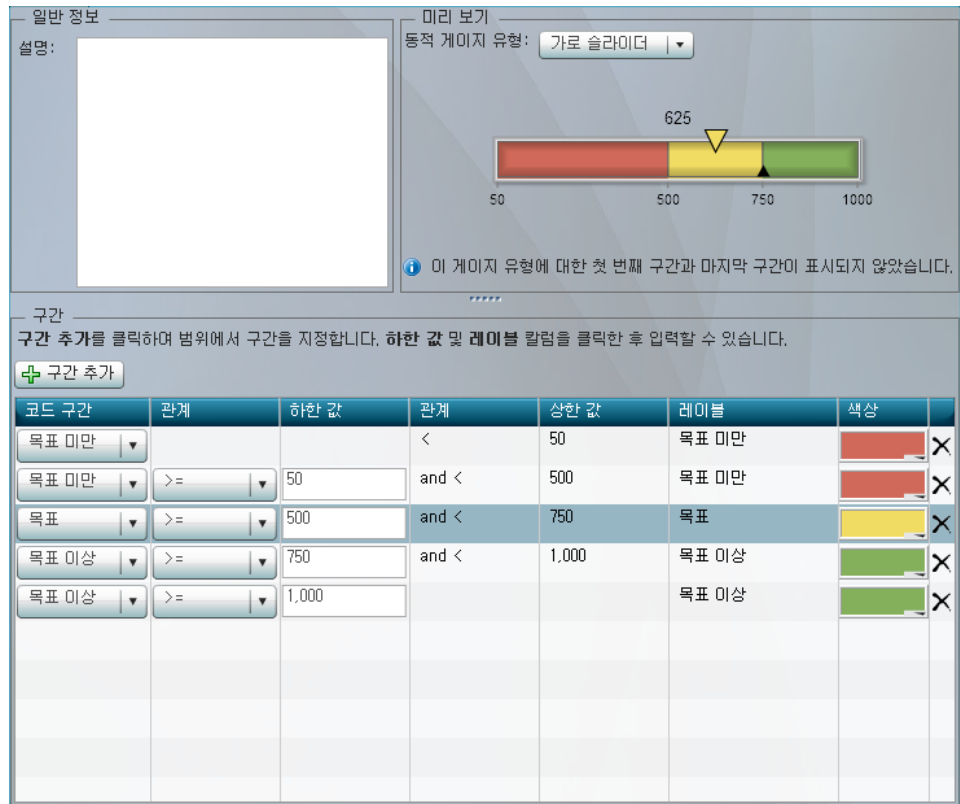 일반 정보
설명:
미리 보기
동적 게이지 유형: 가로 슬라이더
625
50 500 750 1000
이 게이지 유형에 대한 첫 번째 구간과 마지막 구간이 표시되지 않았습니다.
구간
구간 추가를 클릭하여 범위에서 구간을 지정합니다. 하한 값 및 레이블 칼럼을 클릭한 후 입력할 수 있습니다.
구간 추가
코드 구간 관계 하한 값 관계 상한 값 레이블 색상
목표 미만 < 50 목표 미만
목표 미만 >= 50 and < 500 목표 미만
목표 >= 500 and < 750 목표
목표 이상 >= 750 and < 1,000 목표 이상
목표 이상 >= 1,000 목표 이상